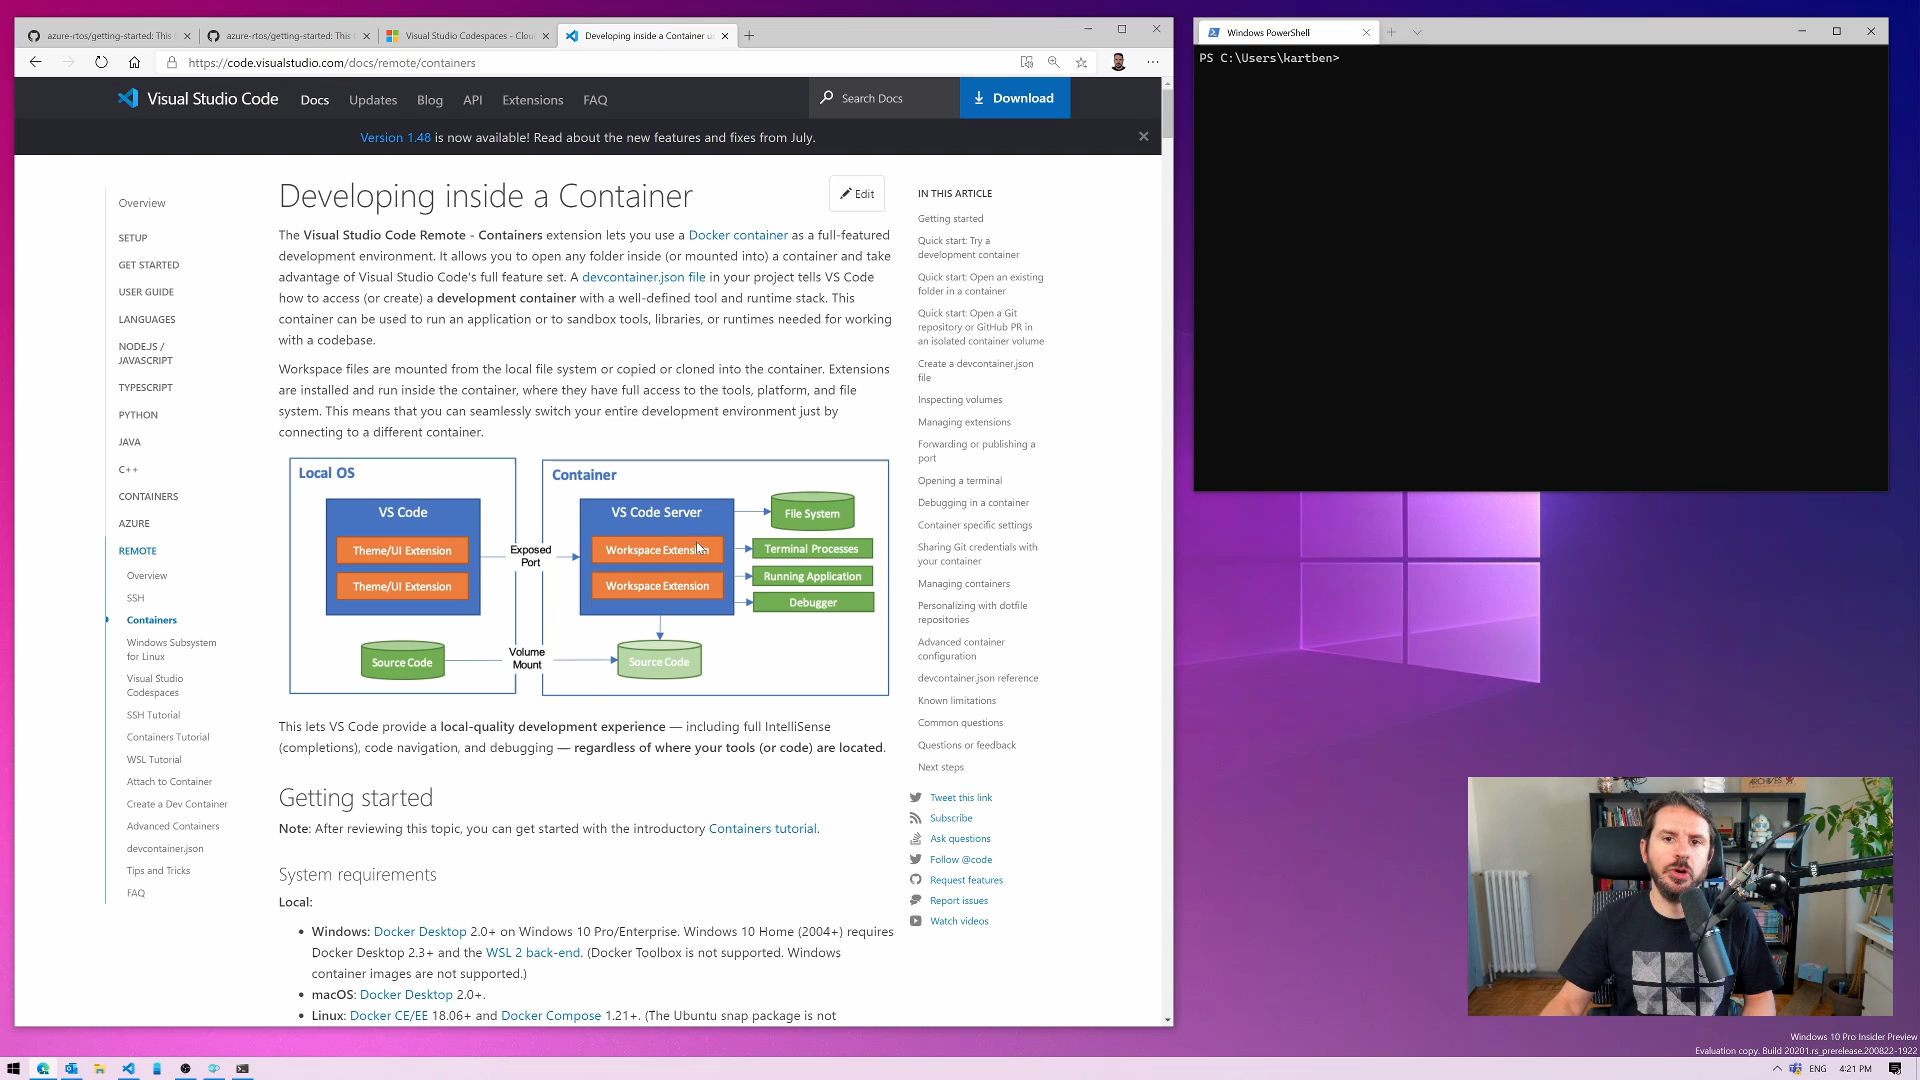 azure-rtos/getting-started: This
azure-rtos/getting-started: This
Visual Studio Codespaces - Clou
Developing inside a Container u
https://code.visualstudio.com/docs/remote/containers
Visual Studio Code
Docs
Updates
Blog
API
Extensions
FAQ
Search Docs
Download
Version 1.48 is now available! Read about the new features and fixes from July.
Overview
SETUP
GET STARTED
USER GUIDE
LANGUAGES
NODE.JS /
JAVASCRIPT
TYPESCRIPT
PYTHON
JAVA
C++
CONTAINERS
AZURE
REMOTE
Overview
SSH
Containers
Windows Subsystem
for Linux
Visual Studio
Codespaces
SSH Tutorial
Containers Tutorial
WSL Tutorial
Attach to Container
Create a Dev Container
Advanced Containers
devcontainer.json
Tips and Tricks
FAQ
Developing inside a Container
Edit
The Visual Studio Code Remote - Containers extension lets you use a Docker container as a full-featured
development environment. It allows you to open any folder inside (or mounted into) a container and take
advantage of Visual Studio Code's full feature set. A devcontainer.json file in your project tells VS Code
how to access (or create) a development container with a well-defined tool and runtime stack. This
container can be used to run an application or to sandbox tools, libraries, or runtimes needed for working
with a codebase.
Workspace files are mounted from the local file system or copied or cloned into the container. Extensions
are installed and run inside the container, where they have full access to the tools, platform, and file
system. This means that you can seamlessly switch your entire development environment just by
connecting to a different container.
Local OS
VS Code
Theme/UI Extension
Theme/UI Extension
Source Code
Exposed
Port
Volume
Mount
Container
VS Code Server
Workspace Extension
Workspace Extension
Source Code
File System
Terminal Processes
Running Application
Debugger
This lets VS Code provide a local-quality development experience — including full IntelliSense
(completions), code navigation, and debugging — regardless of where your tools (or code) are located.
Getting started
Note: After reviewing this topic, you can get started with the introductory Containers tutorial.
System requirements
Local:
• Windows: Docker Desktop 2.0+ on Windows 10 Pro/Enterprise. Windows 10 Home (2004+) requires
Docker Desktop 2.3+ and the WSL 2 back-end. (Docker Toolbox is not supported. Windows
container images are not supported.)
• macOS: Docker Desktop 2.0+.
• Linux: Docker CE/EE 18.06+ and Docker Compose 1.21+. (The Ubuntu snap package is not
IN THIS ARTICLE
Getting started
Quick start: Try a
development container
Quick start: Open an existing
folder in a container
Quick start: Open a Git
repository or GitHub PR in
an isolated container volume
Create a devcontainer.json
file
Inspecting volumes
Managing extensions
Forwarding or publishing a
port
Opening a terminal
Debugging in a container
Container specific settings
Sharing Git credentials with
your container
Managing containers
Personalizing with dotfile
repositories
Advanced container
configuration
devcontainer.json reference
Known limitations
Common questions
Questions or feedback
Next steps
Tweet this link
Subscribe
Ask questions
Follow @code
Request features
Report issues
Watch videos
Windows PowerShell
PS C:\Users\kartben>
Windows 10 Pro Insider Preview
Evaluation copy. Build 20201.rs_prerelease.200822-1922
ENG
4:21 PM